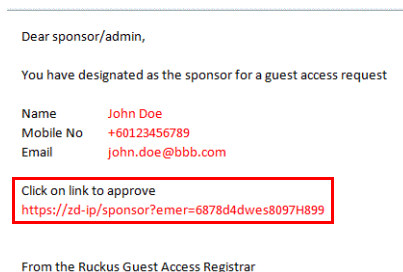 Dear sponsor/admin,
You have designated as the sponsor for a guest access request
Name John Doe
Mobile No +60123456789
Email john.doe@bbb.com
Click on link to approve
https://zd-ip/sponsor?emer=6878d4dwes8097H899
From the Ruckus Guest Access Registrar